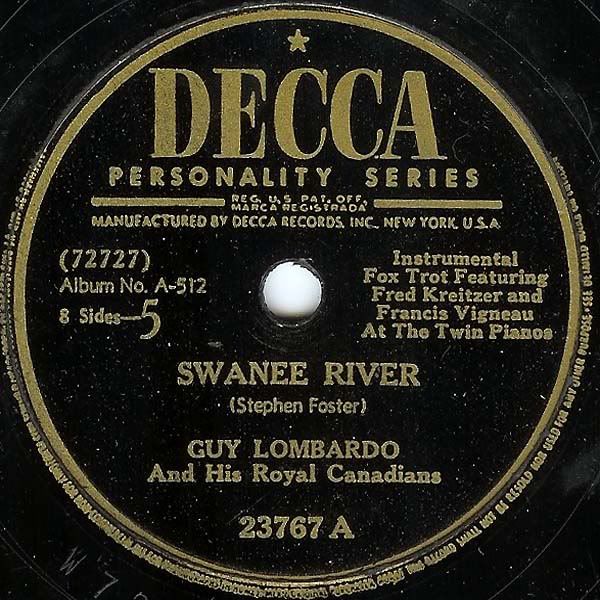 DECCA
PERSONALITY SERIES
REG. U.S. PAT. OFF.
MARCA REGISTRADA
MANUFACTURED BY DECCA RECORDS, INC., NEW YORK, U.S.A.
(72727)
Album No. A-512
8 Sides—5
Instrumental
Fox Trot Featuring
Fred Kreitzer and
Francis Vigneau
At The Twin Pianos
SWANEE RIVER
(Stephen Foster)
GUY LOMBARDO
And His Royal Canadians
23767 A